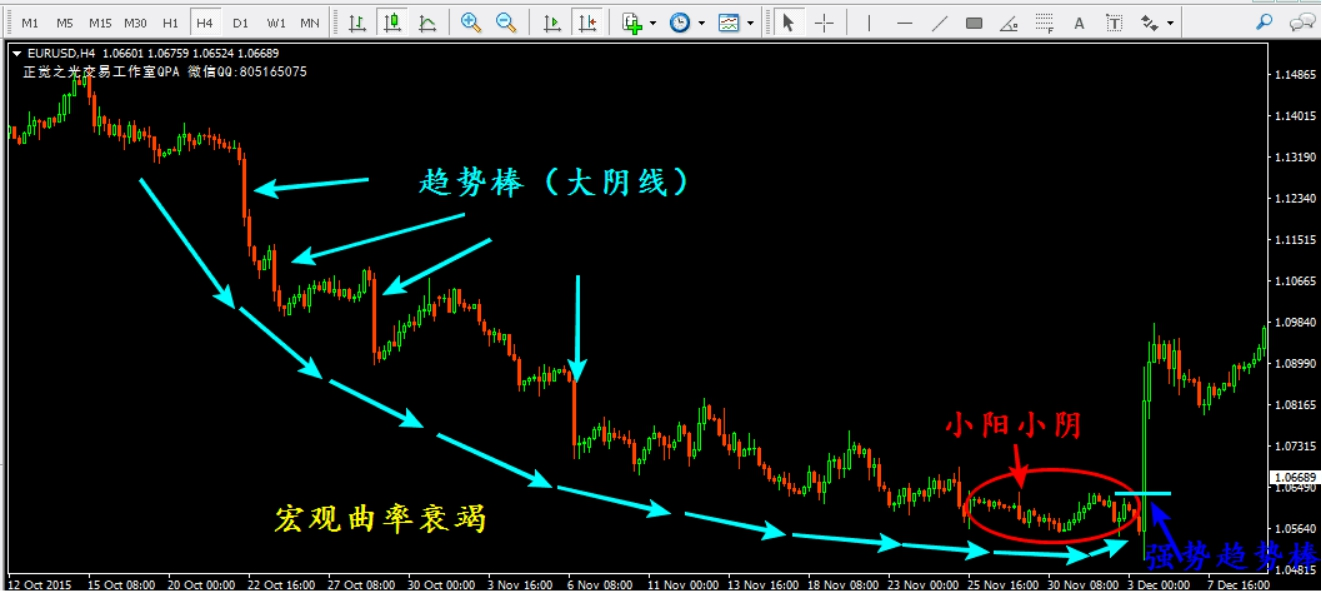 M1 M5 M15 M30 H1 H4 D1 W1 MN A T
EURUSD,H4 1.06601 1.06759 1.06524 1.06689
正觉之光交易工作室QPA 微信QQ:805165075
1.14865
1.14015
1.13190
趋势棒（大阴线）
1.12340
1.11515
1.10665
1.09840
1.08990
1.08165
小阳小阴
1.07315
1.06689
1.06490
宏观曲率衰竭
1.05640
强势趋势棒
1.04815
12 Oct 2015 15 Oct 08:00 20 Oct 00:00 22 Oct 16:00 27 Oct 08:00 30 Oct 00:00 3 Nov 16:00 6 Nov 08:00 11 Nov 00:00 13 Nov 16:00 18 Nov 08:00 23 Nov 00:00 25 Nov 16:00 30 Nov 08:00 3 Dec 00:00 7 Dec 16:00